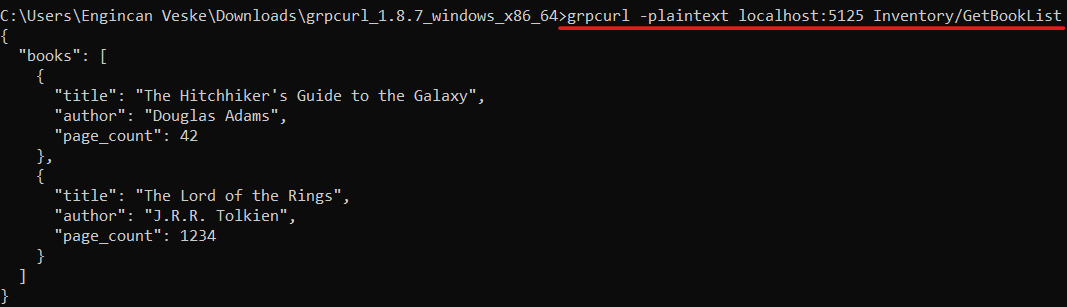 C:\Users\Engincan Veske\Downloads\grpcurl_1.8.7_windows_x86_64>grpcurl -plaintext localhost:5125 Inventory/GetBookList
{
  "books": [
    {
      "title": "The Hitchhiker's Guide to the Galaxy",
      "author": "Douglas Adams",
      "page_count": 42
    },
    {
      "title": "The Lord of the Rings",
      "author": "J.R.R. Tolkien",
      "page_count": 1234
    }
  ]
}